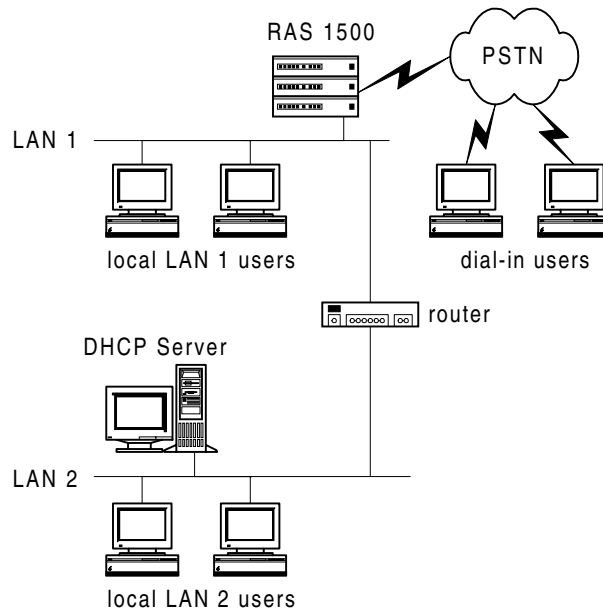 RAS 1500
PSTN
LAN 1
local LAN 1 users
dial-in users
router
DHCP Server
LAN 2
local LAN 2 users